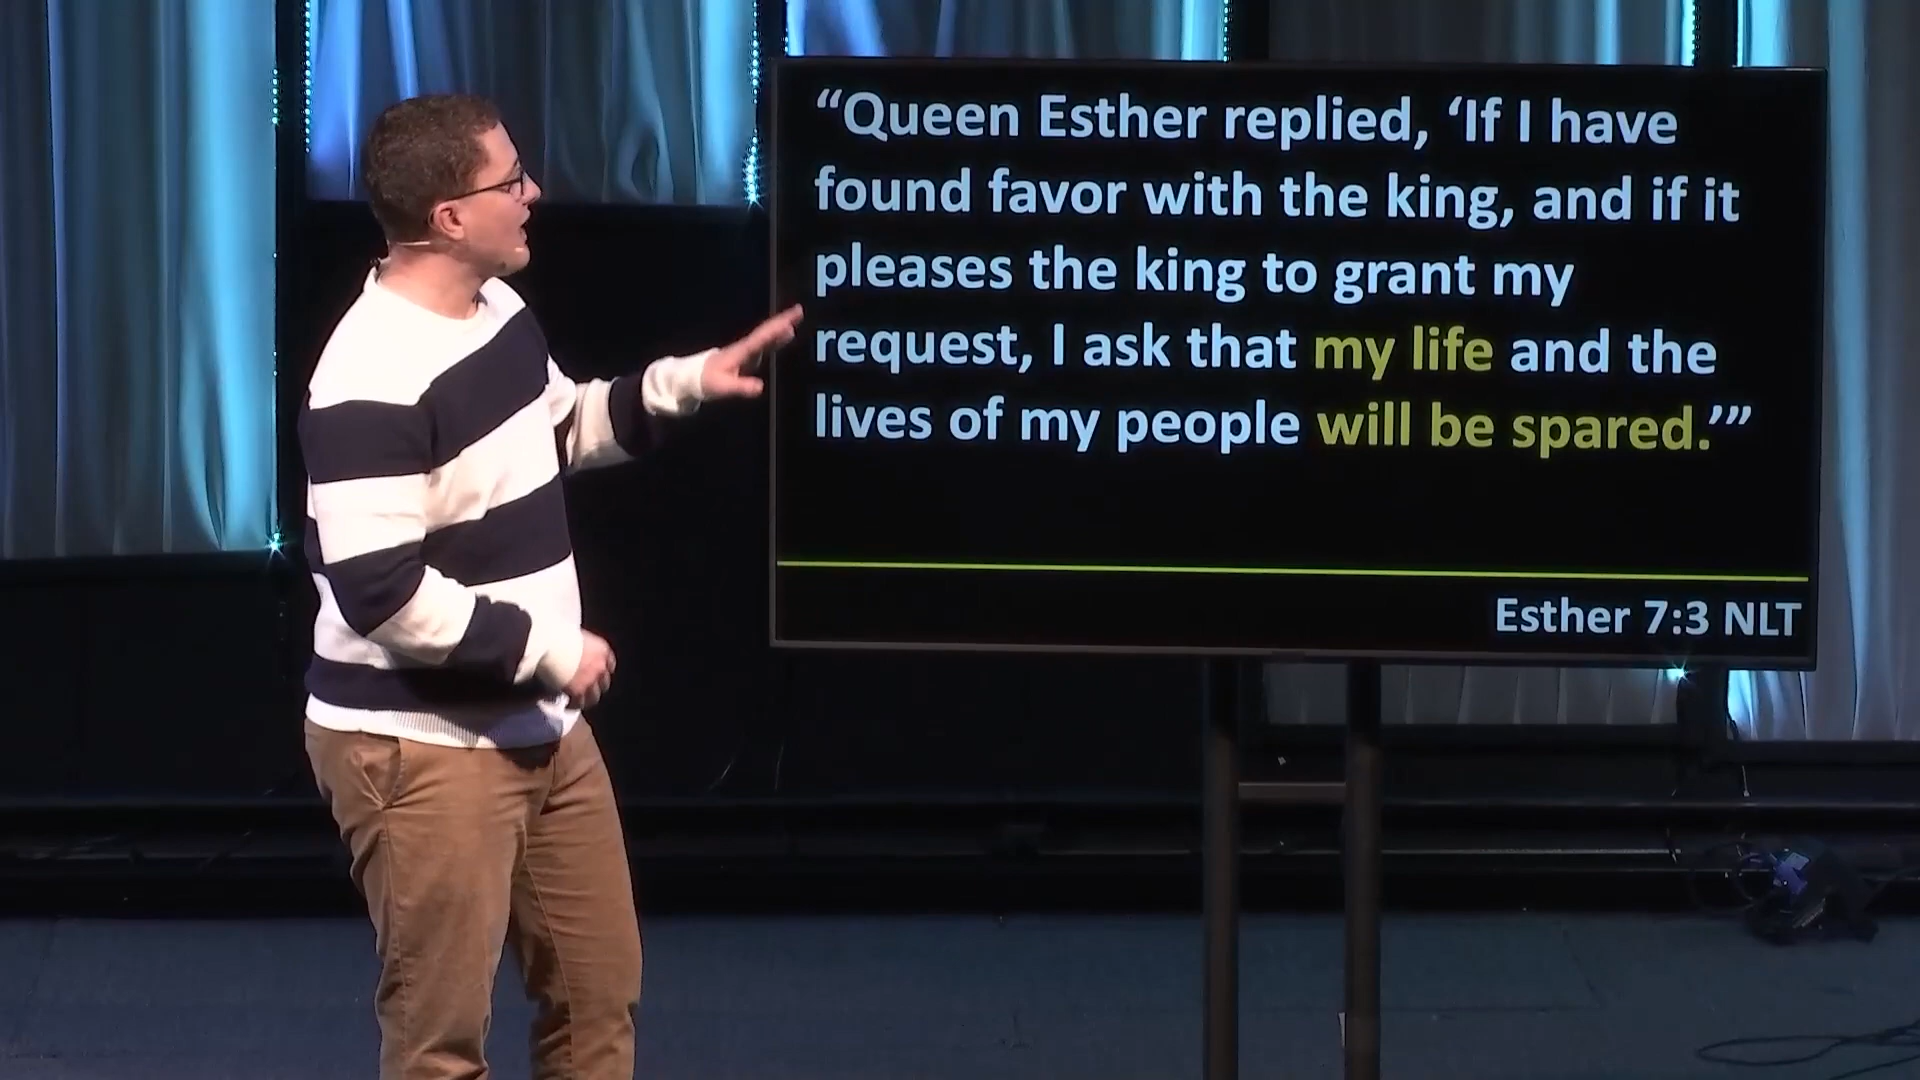 “Queen Esther replied, ‘If I have
found favor with the king, and if it
pleases the king to grant my
request, I ask that my life and the
lives of my people will be spared.’”
Esther 7:3 NLT